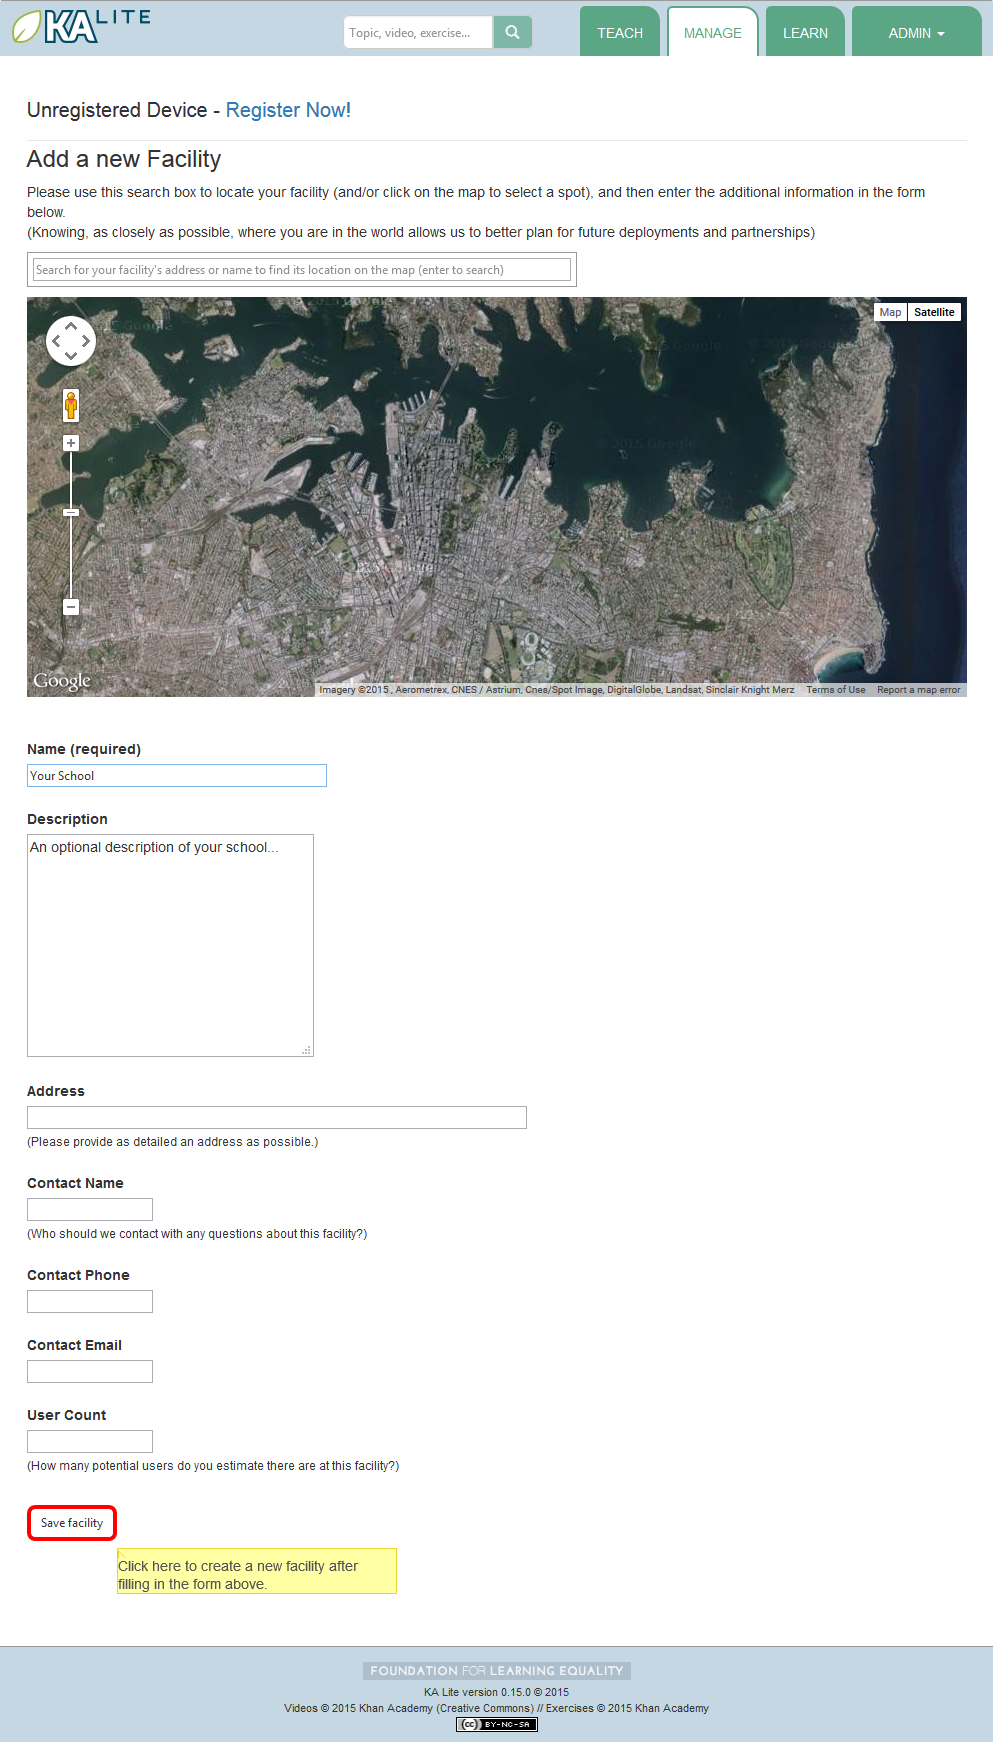 KA LITE
Topic, video, exercise...
TEACH
MANAGE
LEARN
ADMIN
Unregistered Device - Register Now!
Add a new Facility
Please use this search box to locate your facility (and/or click on the map to select a spot), and then enter the additional information in the form
below.
(Knowing, as closely as possible, where you are in the world allows us to better plan for future deployments and partnerships)
Search for your facility's address or name to find its location on the map (enter to search)
Map
Satellite
© 2015 Google
Google
Imagery ©2015 , Aerometrex, CNES / Astrium, Cnes/Spot Image, DigitalGlobe, Landsat, Sinclair Knight Merz
Terms of Use
Report a map error
Name (required)
Your School
Description
An optional description of your school...
Address
(Please provide as detailed an address as possible.)
Contact Name
(Who should we contact with any questions about this facility?)
Contact Phone
Contact Email
User Count
(How many potential users do you estimate there are at this facility?)
Save facility
Click here to create a new facility after
filling in the form above.
FOUNDATION FOR LEARNING EQUALITY
KA Lite version 0.15.0 © 2015
Videos © 2015 Khan Academy (Creative Commons) // Exercises © 2015 Khan Academy
cc BY-NC-SA